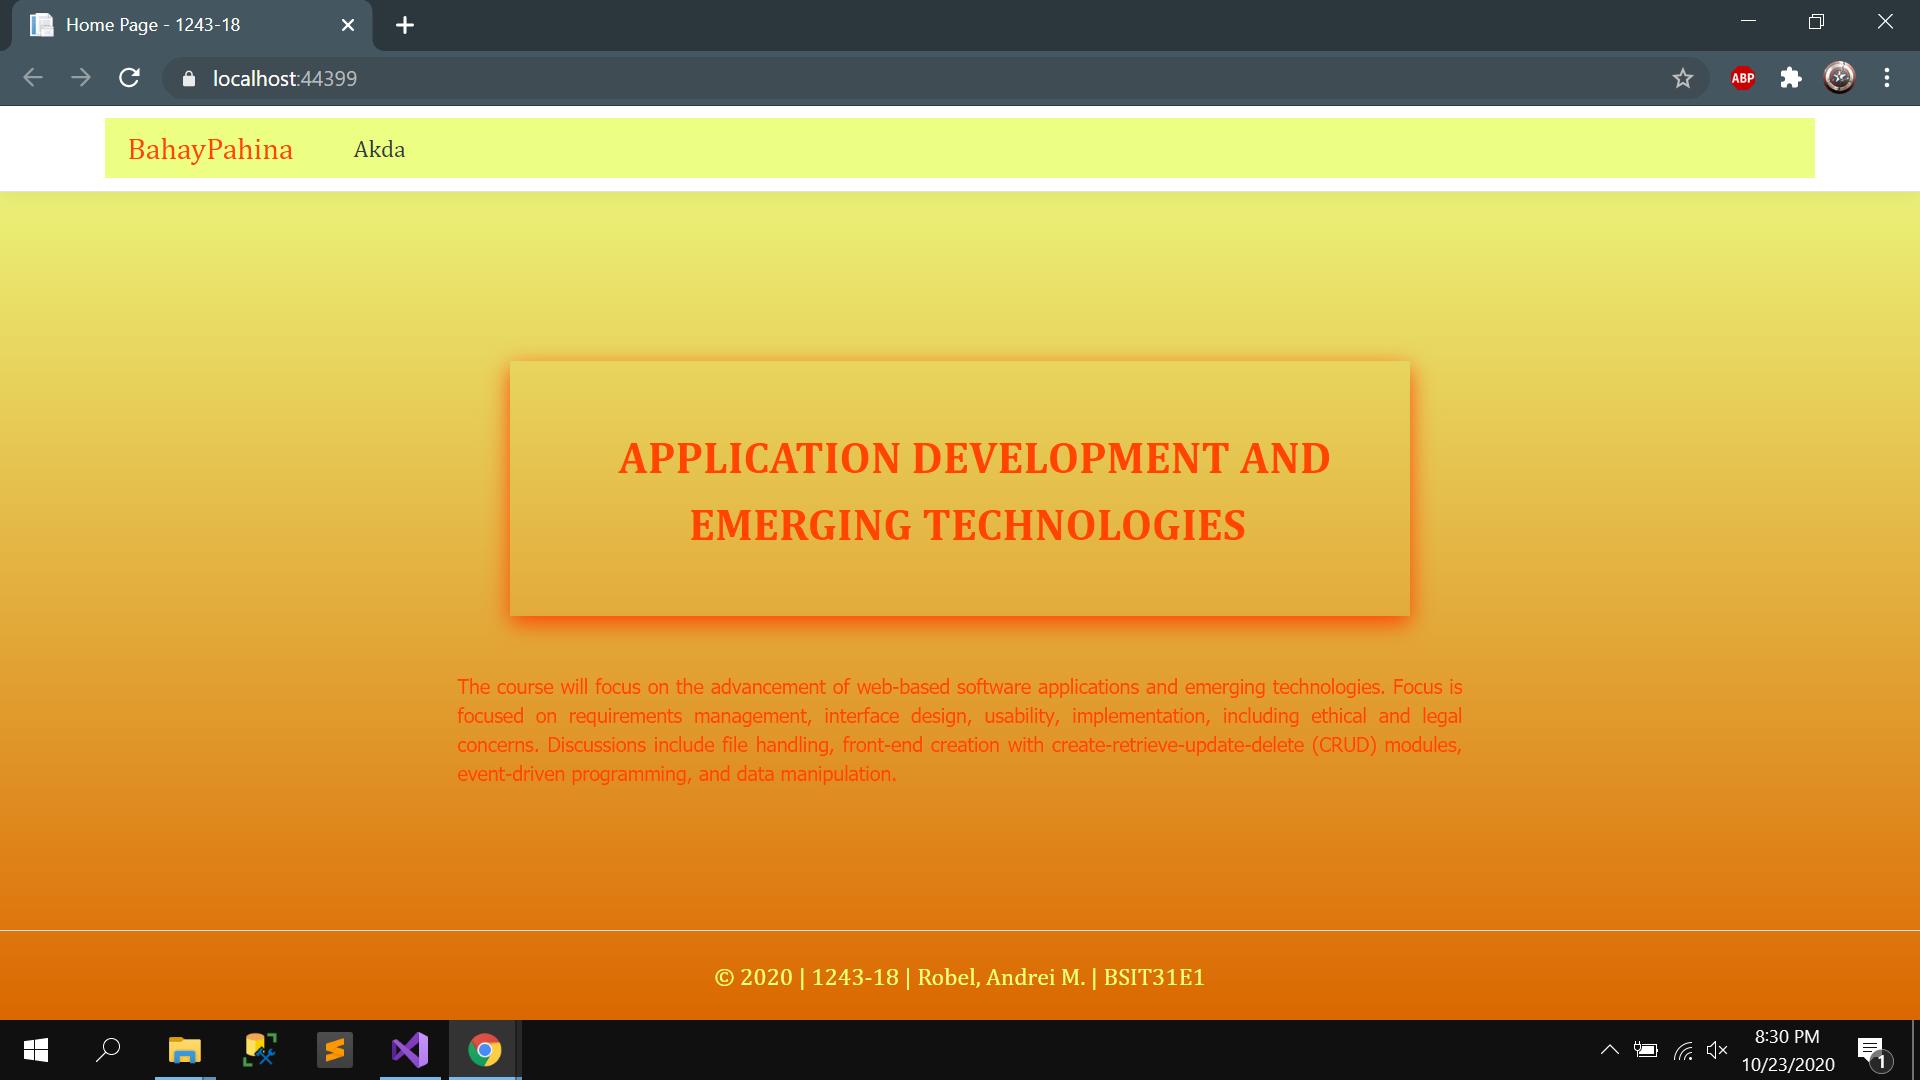 Home Page - 1243-18
localhost:44399
ABP
BahayPahina
Akda
APPLICATION DEVELOPMENT AND
EMERGING TECHNOLOGIES
The course will focus on the advancement of web-based software applications and emerging technologies. Focus is
focused on requirements management, interface design, usability, implementation, including ethical and legal
concerns. Discussions include file handling, front-end creation with create-retrieve-update-delete (CRUD) modules,
event-driven programming, and data manipulation.
© 2020 | 1243-18 | Robel, Andrei M. | BSIT31E1
8:30 PM
10/23/2020
1